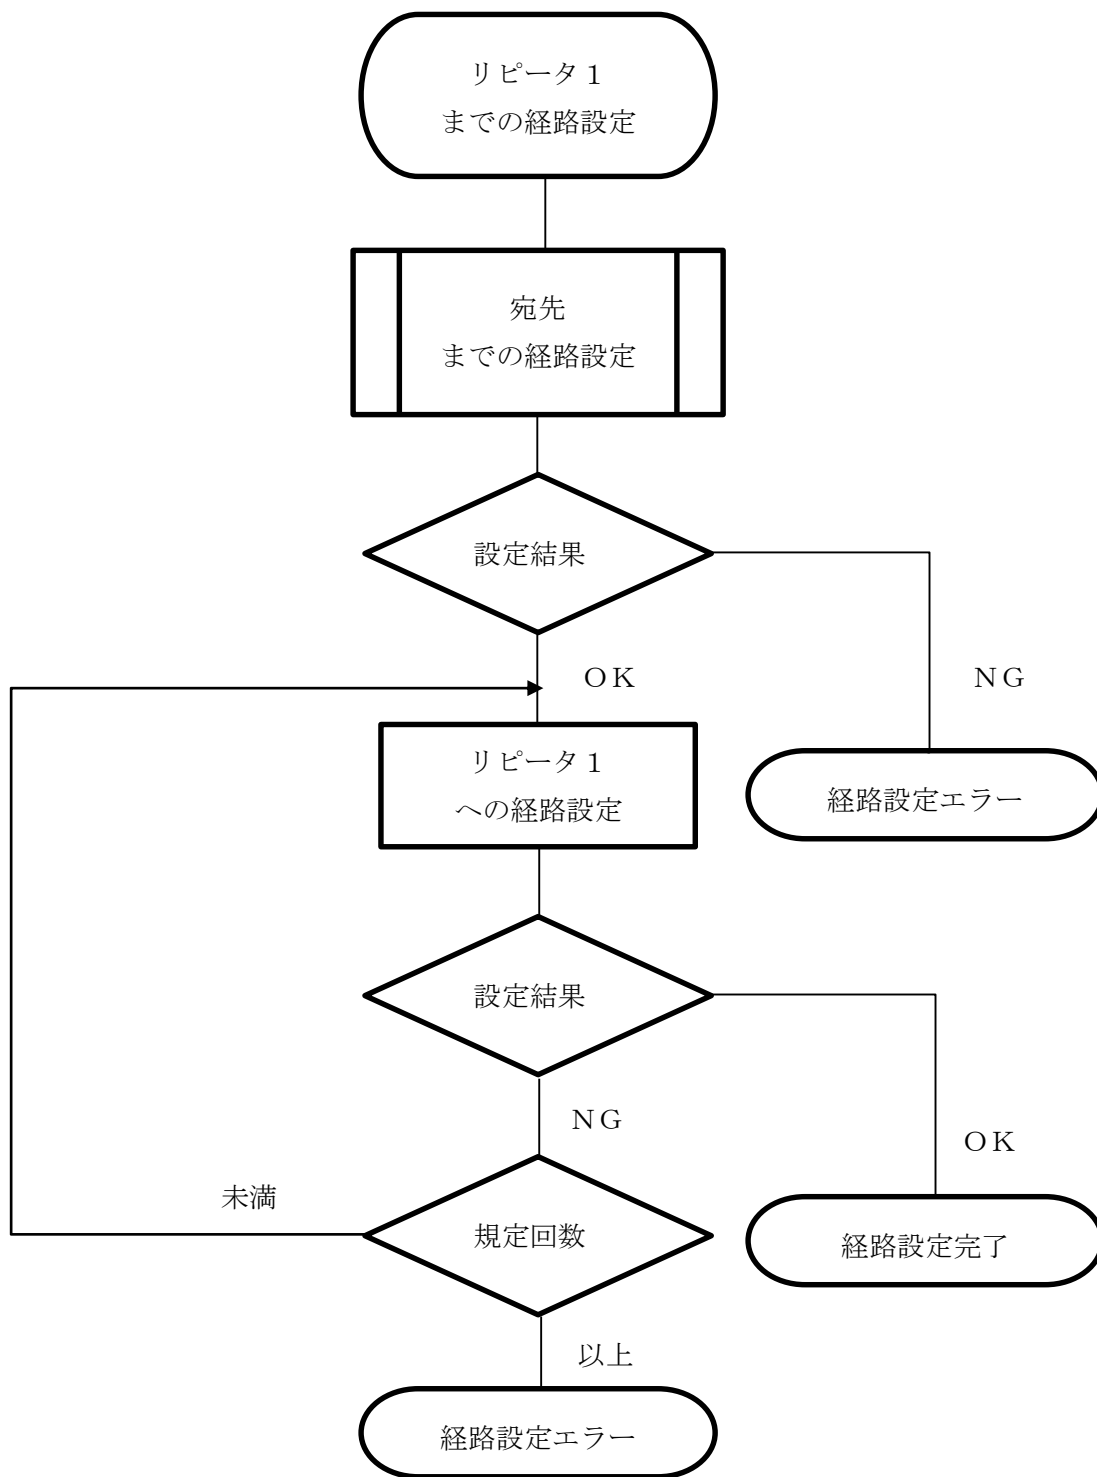 リピータ１
までの経路設定
宛先
までの経路設定
設定結果
ＯＫ
ＮＧ
リピータ１
への経路設定
経路設定エラー
設定結果
ＮＧ
ＯＫ
未満
規定回数
経路設定完了
以上
経路設定エラー